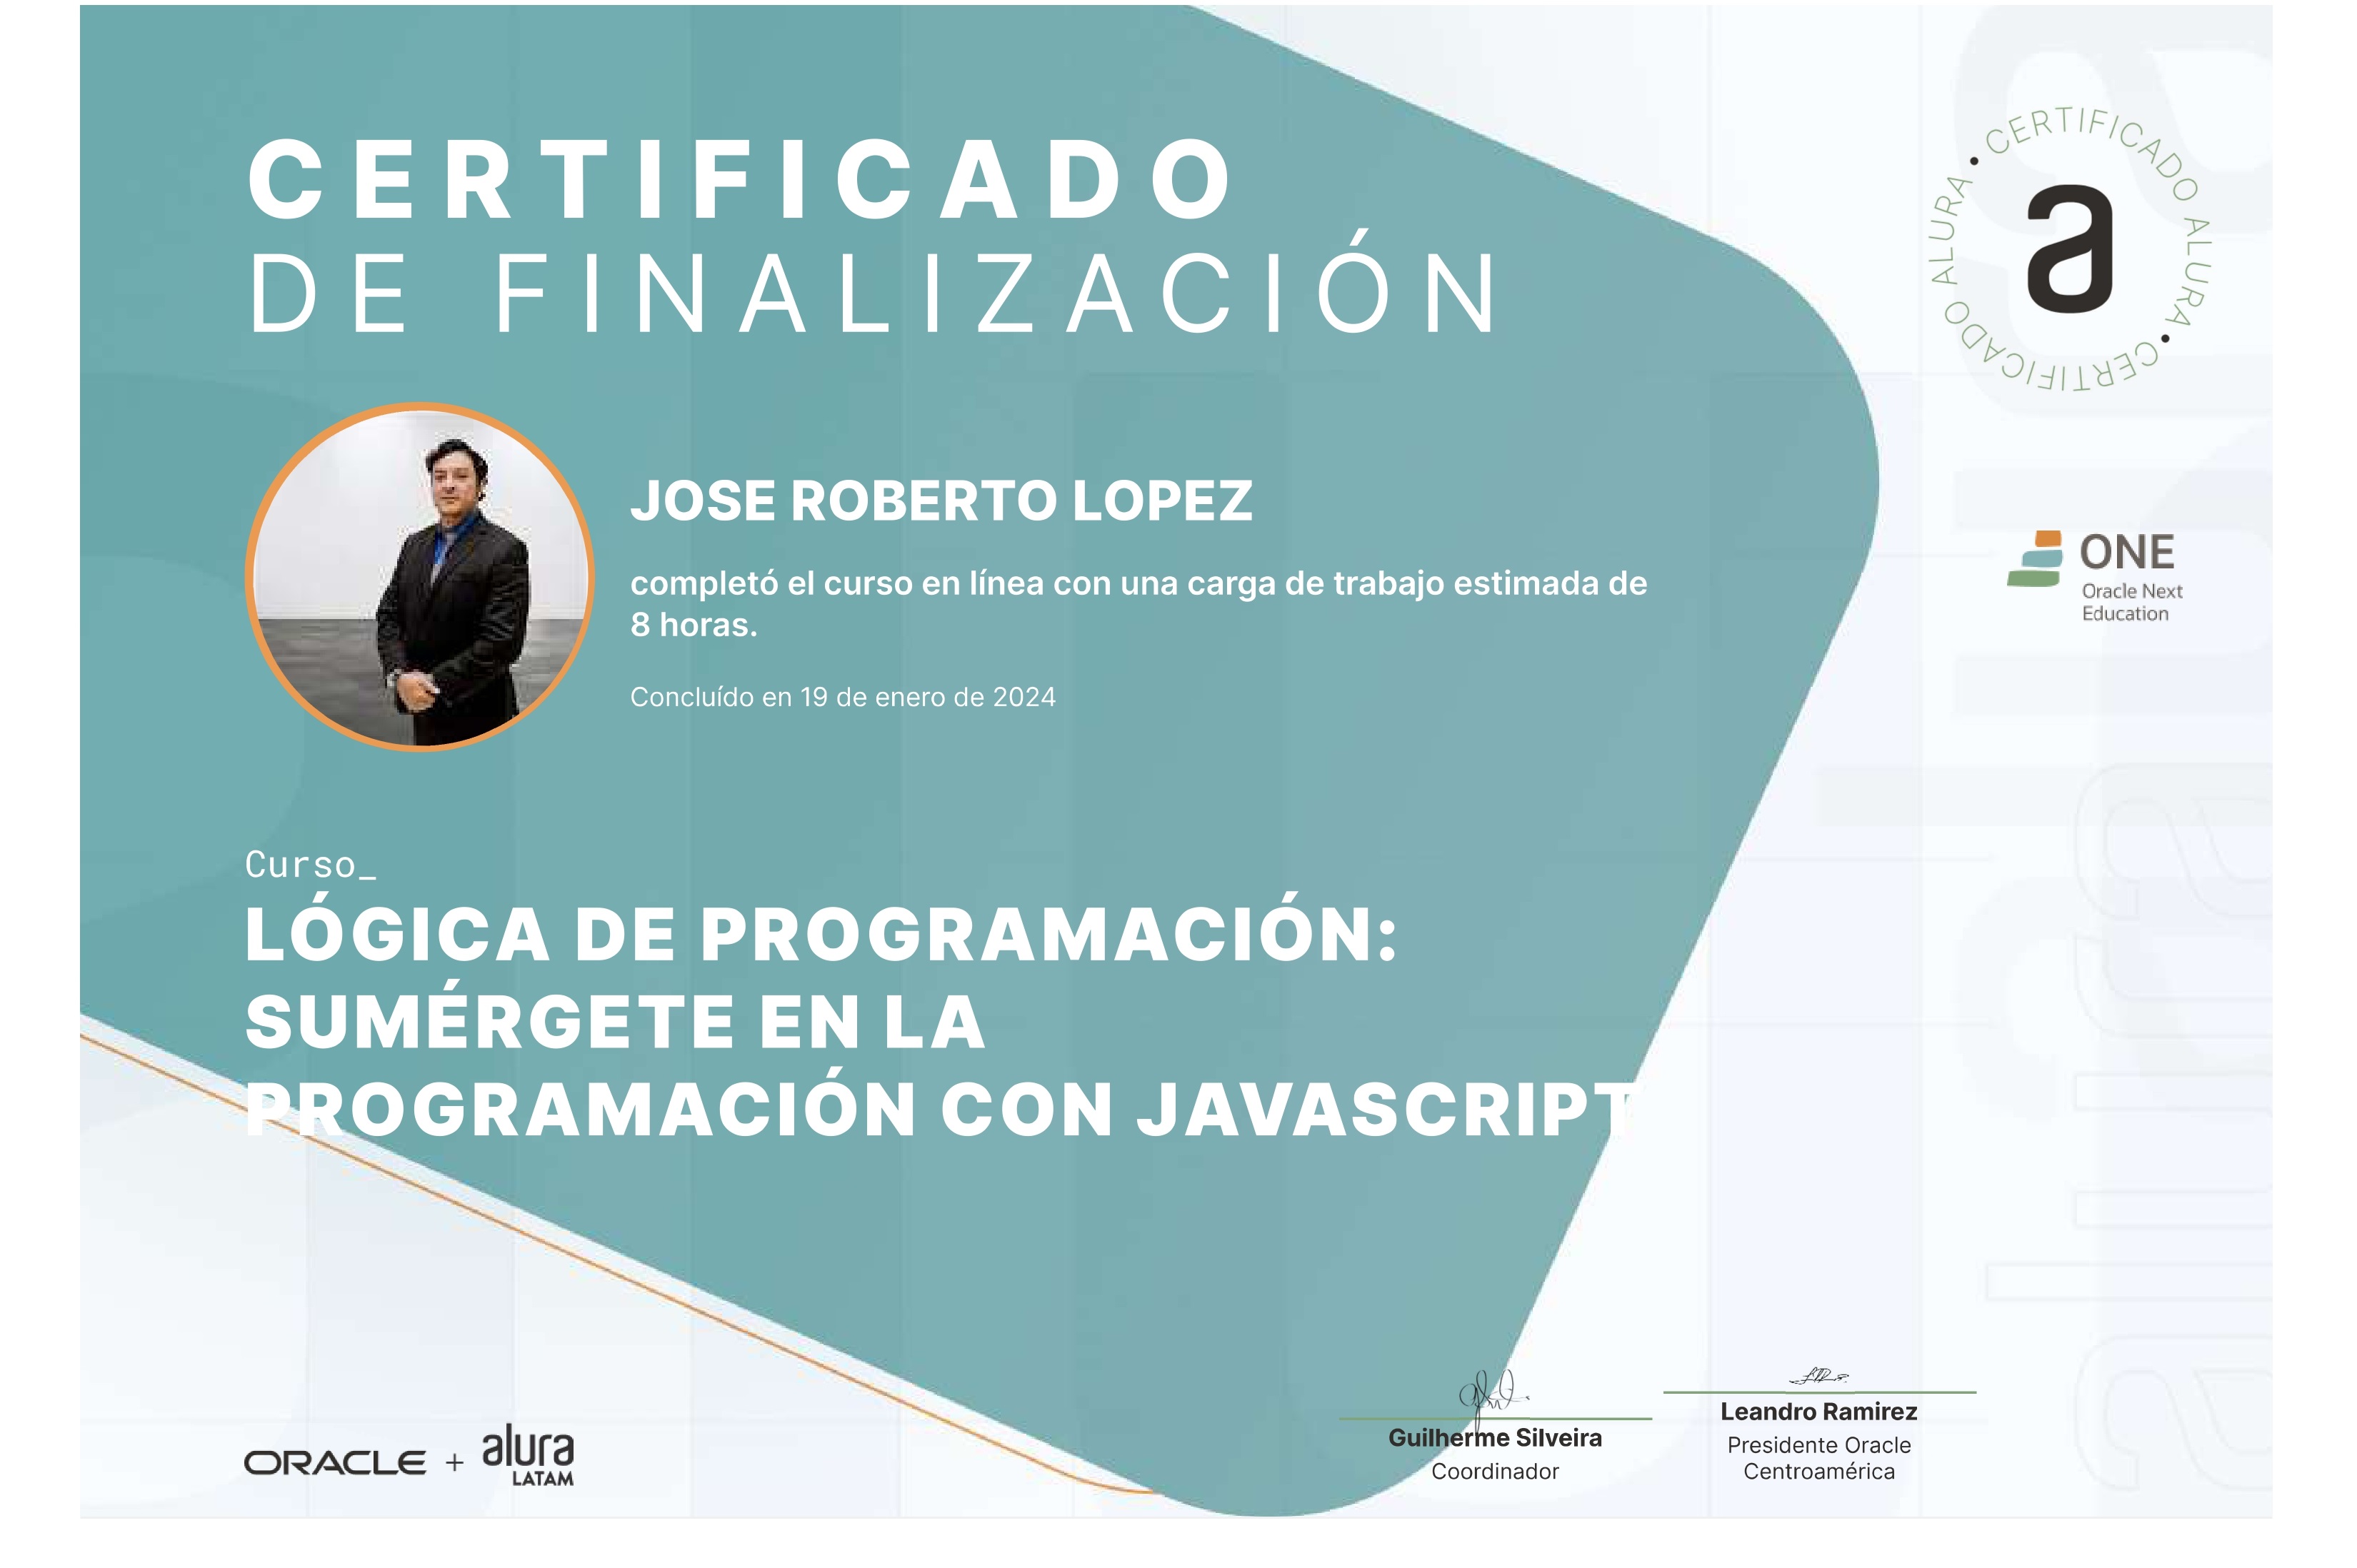 CERTIFICADO
DE FINALIZACIÓN
• CERTIFICADO ALURA • CERTIFICADO ALURA
a
JOSE ROBERTO LOPEZ
completó el curso en línea con una carga de trabajo estimada de
8 horas.
Concluído en 19 de enero de 2024
ONE
Oracle Next
Education
Curso_
LÓGICA DE PROGRAMACIÓN:
SUMÉRGETE EN LA
PROGRAMACIÓN CON JAVASCRIPT
ORACLE + alura
LATAM
Guilherme Silveira
Coordinador
Leandro Ramirez
Presidente Oracle
Centroamérica
alura